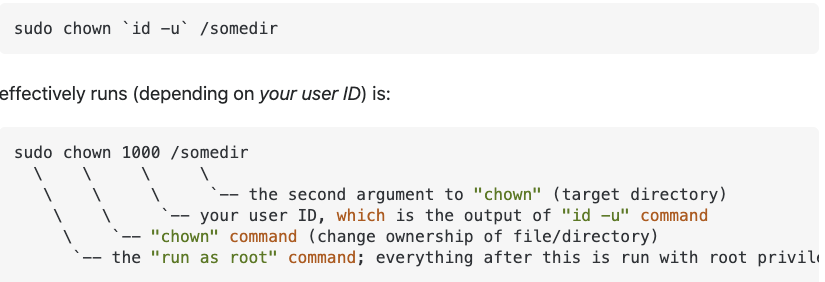 sudo chown `id -u` /somedir
effectively runs (depending on your user ID) is:
sudo chown 1000 /somedir
  \    \     \     \
   \    \     \     `-- the second argument to "chown" (target directory)
    \    \     `-- your user ID, which is the output of "id -u" command
     \    `-- "chown" command (change ownership of file/directory)
      `-- the "run as root" command; everything after this is run with root